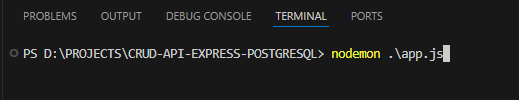 PROBLEMS OUTPUT DEBUG CONSOLE TERMINAL PORTS
PS D:\PROJECTS\CRUD-API-EXPRESS-POSTGRESQL> nodemon .\app.js